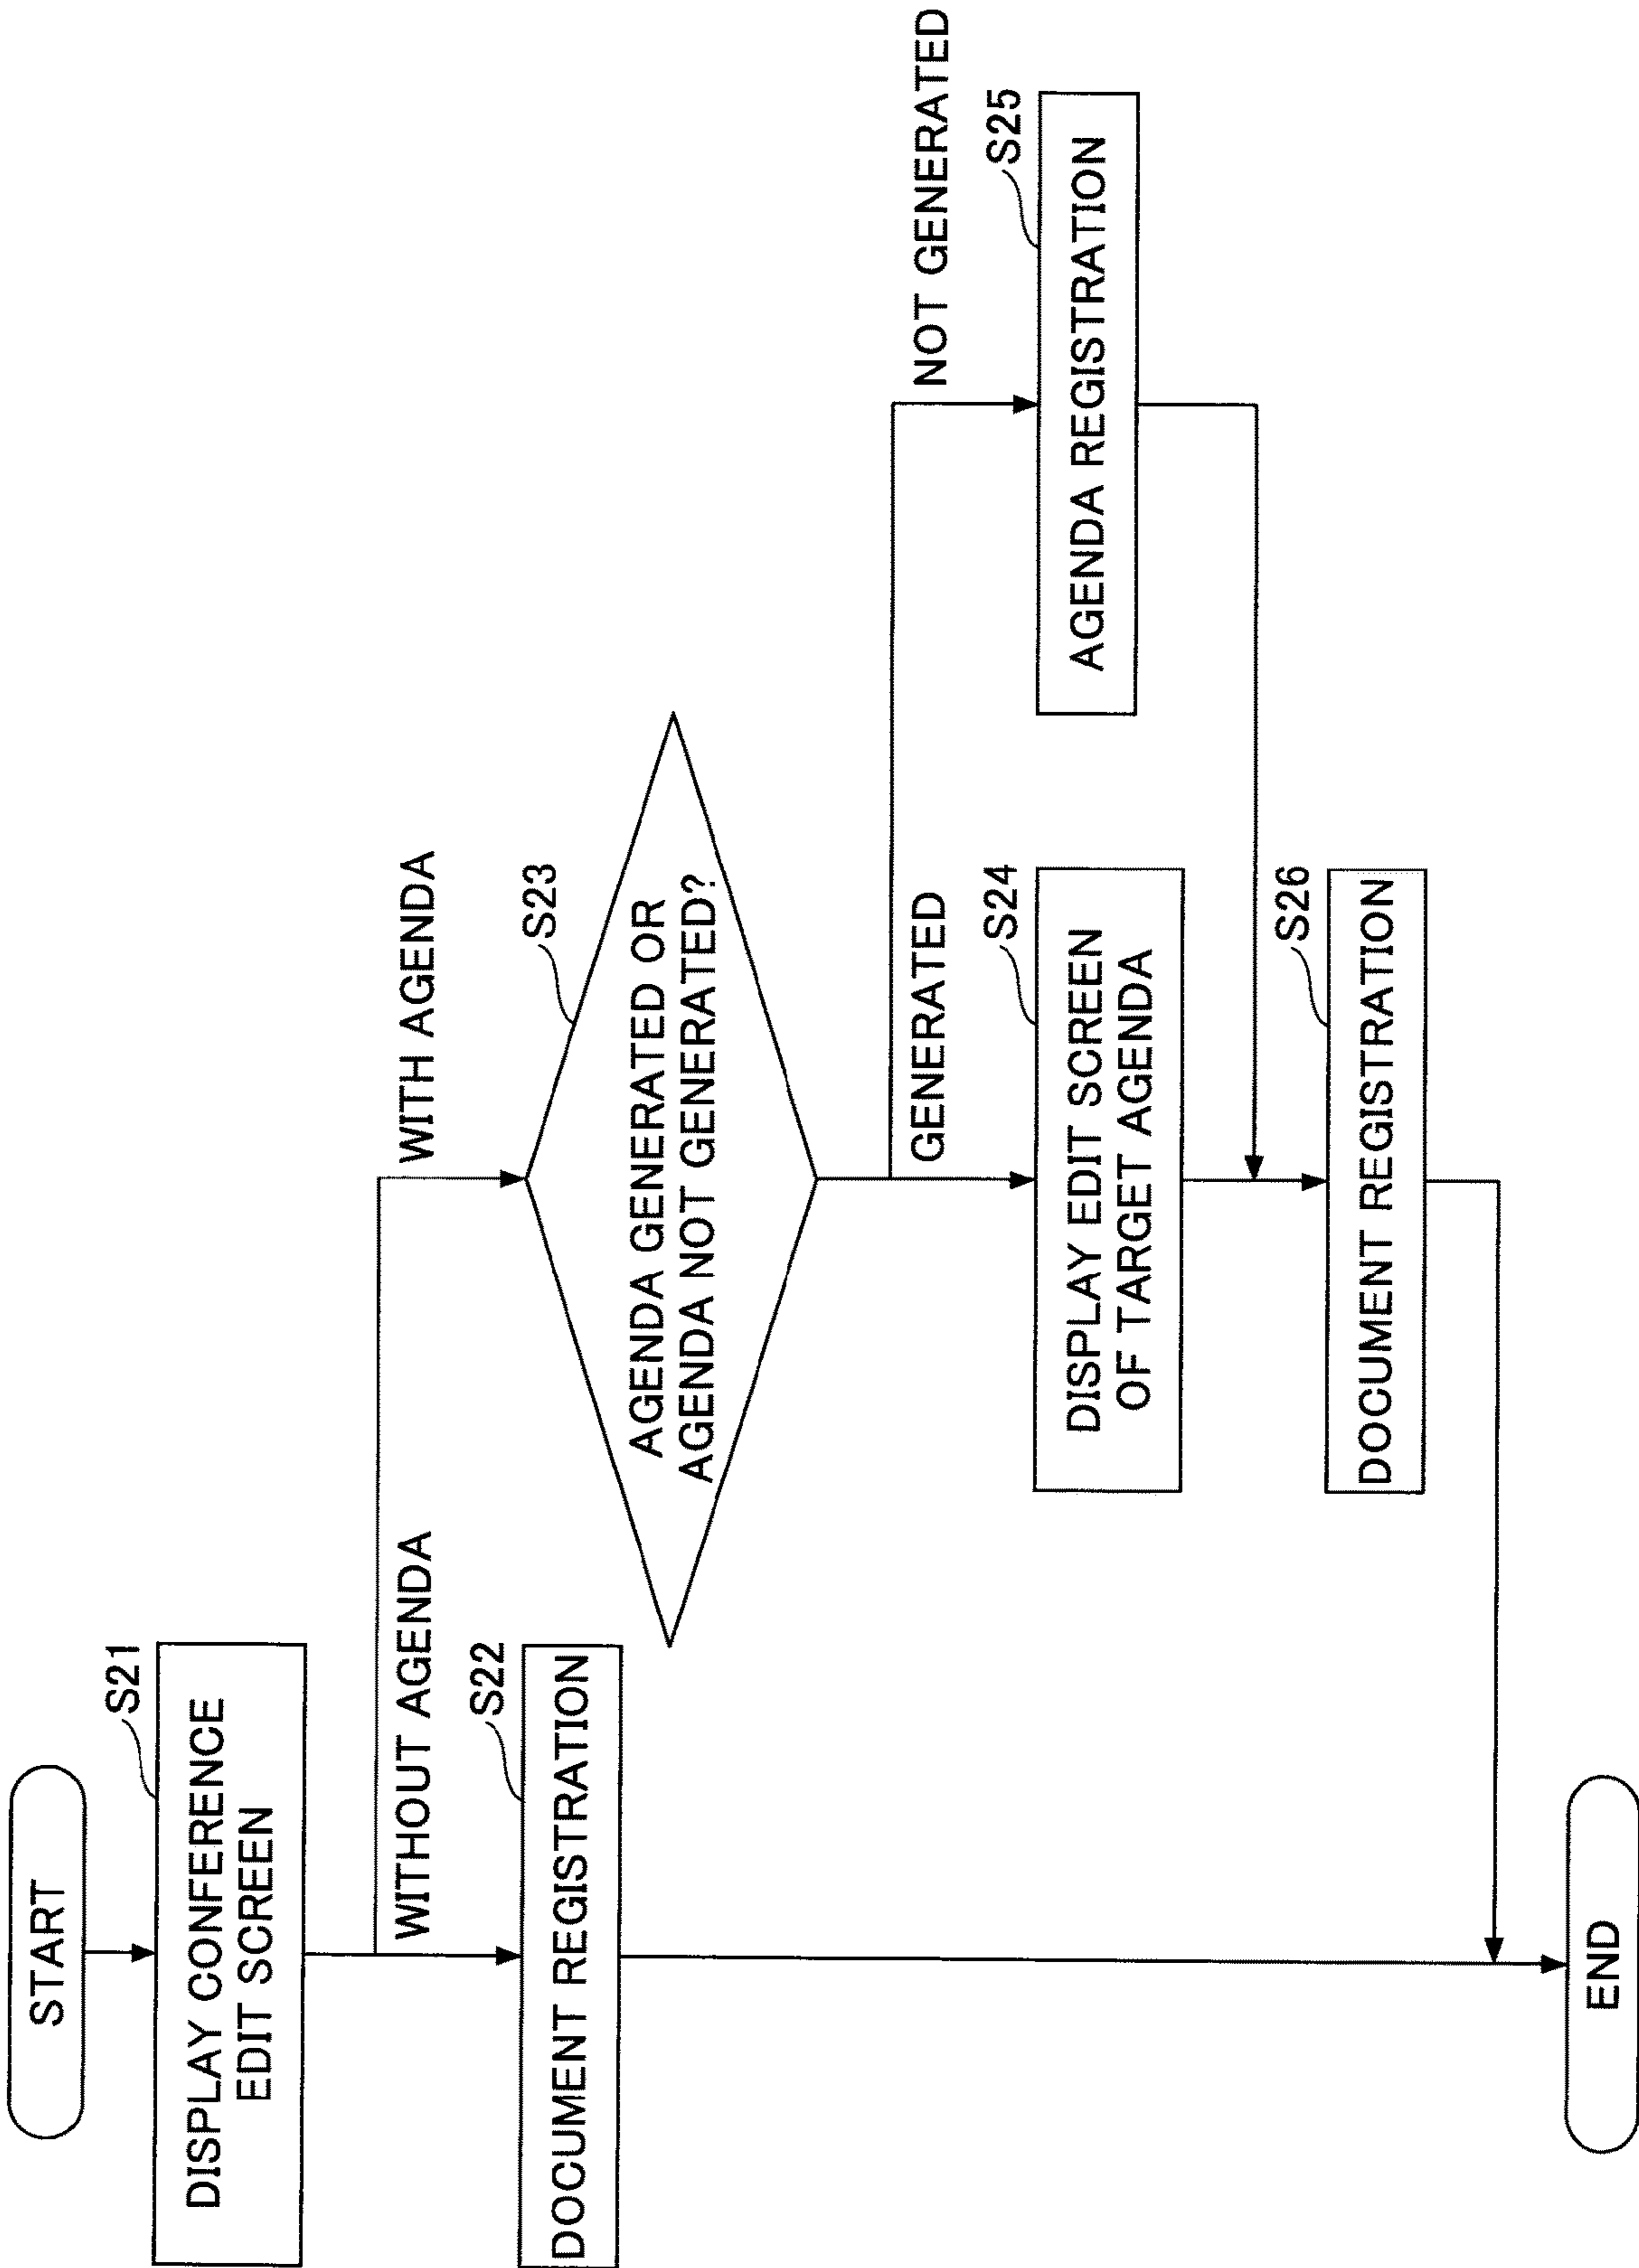 START
S21
DISPLAY CONFERENCE
EDIT SCREEN
WITHOUT AGENDA
WITH AGENDA
S22
DOCUMENT REGISTRATION
S23
AGENDA GENERATED OR
AGENDA NOT GENERATED?
GENERATED
NOT GENERATED
S24
DISPLAY EDIT SCREEN
OF TARGET AGENDA
S25
AGENDA REGISTRATION
S26
DOCUMENT REGISTRATION
END